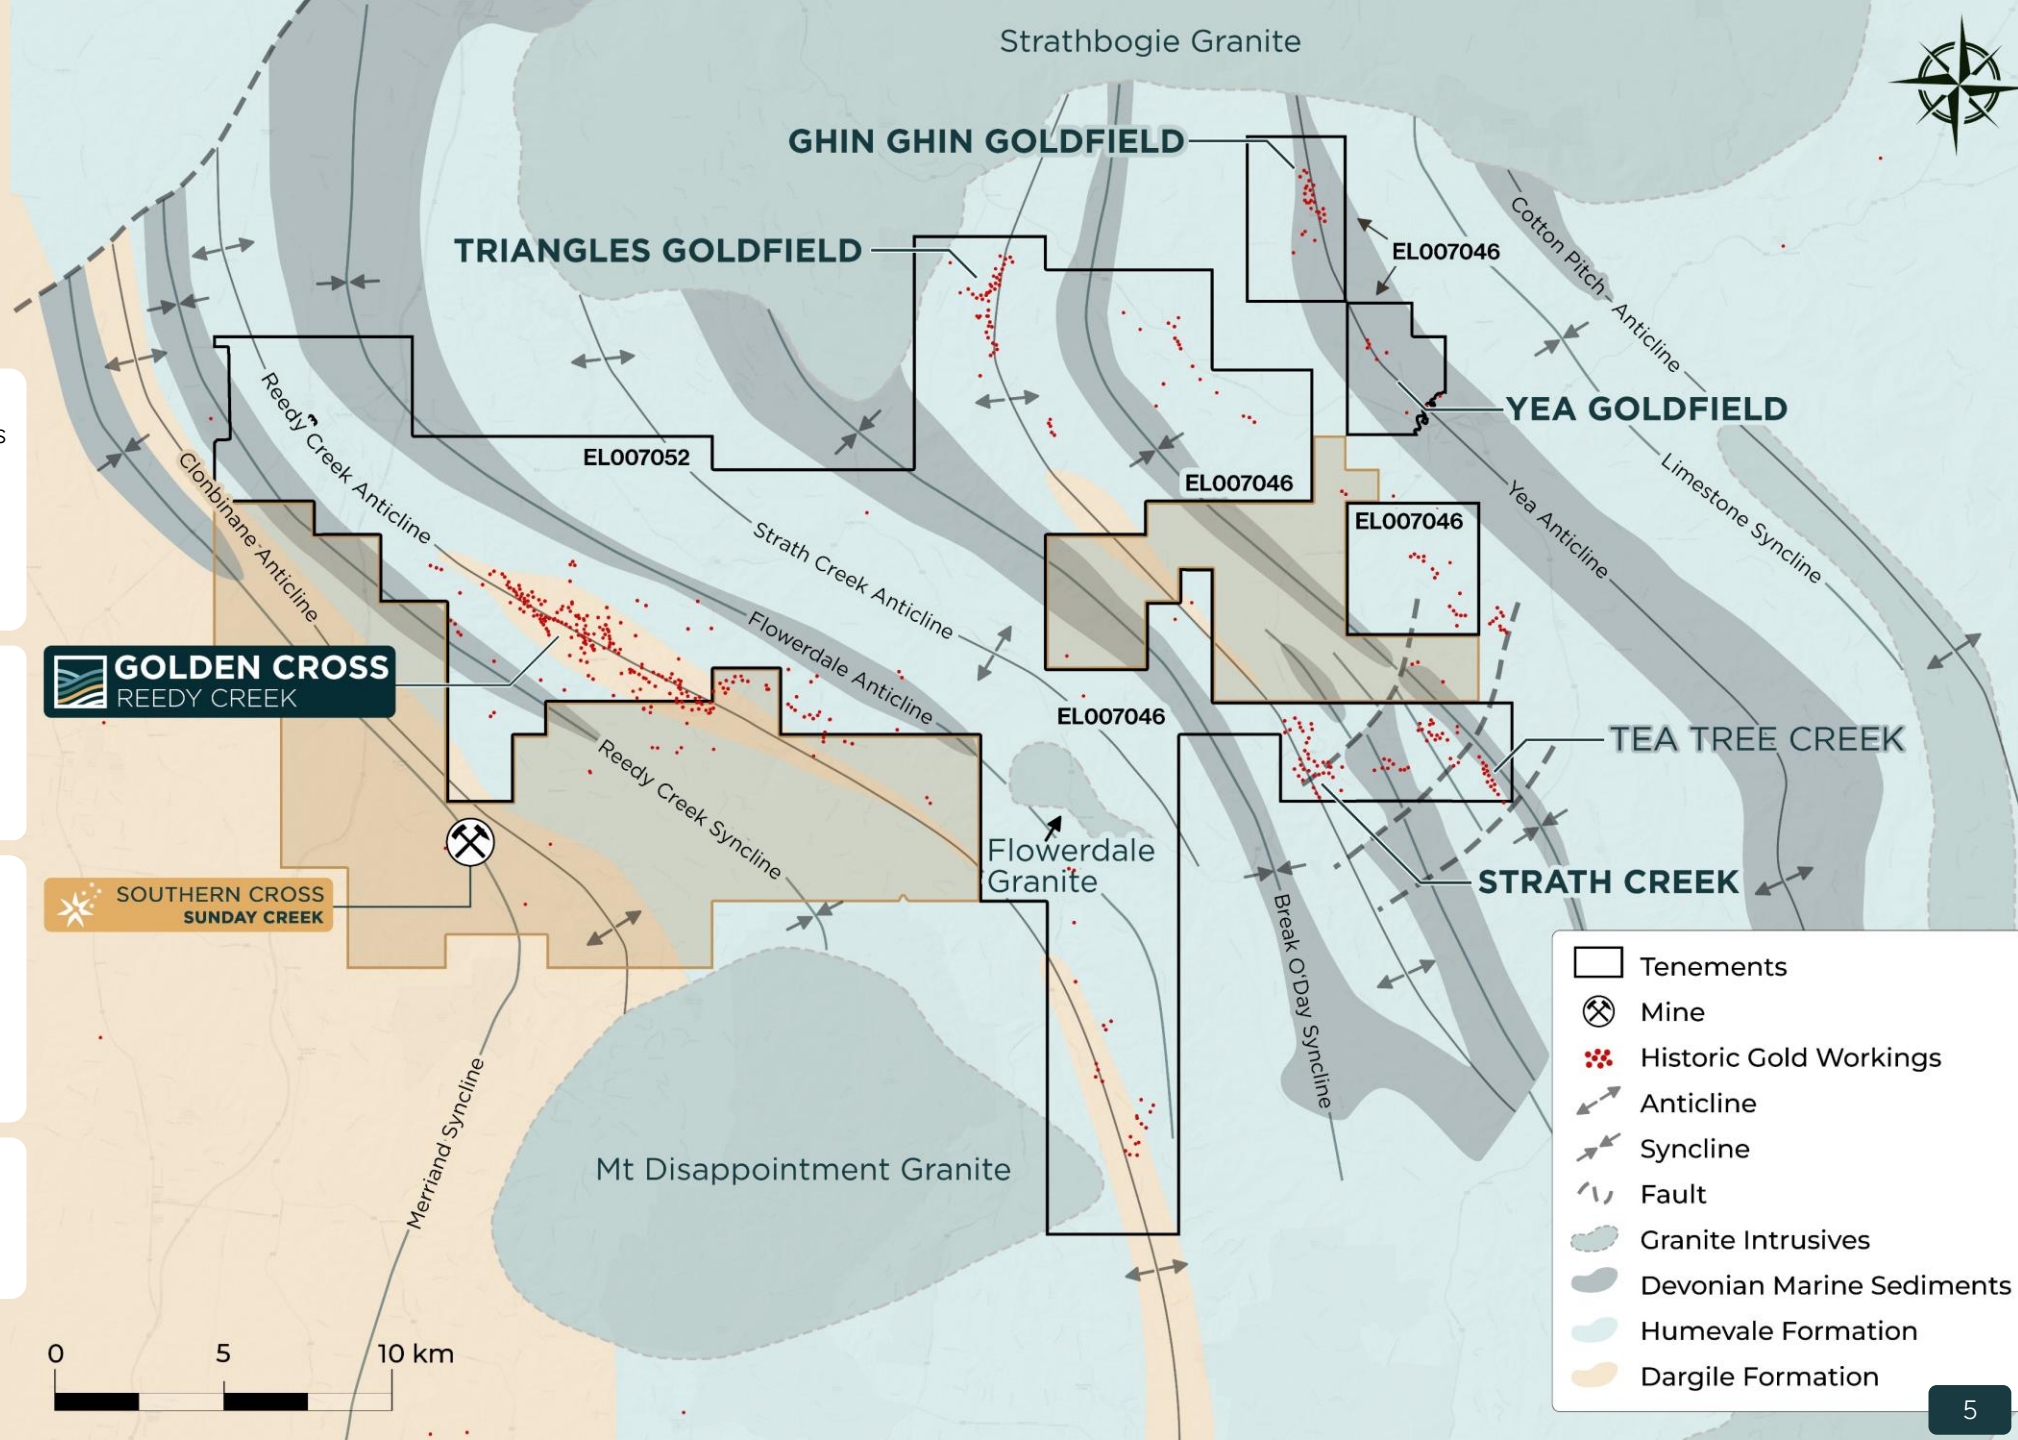 Strathbogie Granite
GHIN GHIN GOLDFIELD
TRIANGLES GOLDFIELD
EL007046
Cotton Pitch Anticline
s
YEA GOLDFIELD
Reedy Creek Anticline
EL007052
Clonbinane Anticline
EL007046
Limestone Syncline
Yea Anticline
EL007046
Strath Creek Anticline
Flowerdale Anticline
GOLDEN CROSS
REEDY CREEK
EL007046
TEA TREE CREEK
Reedy Creek Syncline
Flowerdale
Granite
STRATH CREEK
SOUTHERN CROSS
SUNDAY CREEK
Break O'Day Syncline
Merriand Syncline
Mt Disappointment Granite
Tenements
Mine
Historic Gold Workings
Anticline
Syncline
Fault
Granite Intrusives
Devonian Marine Sediments
Humevale Formation
Dargile Formation
0 5 10 km
5